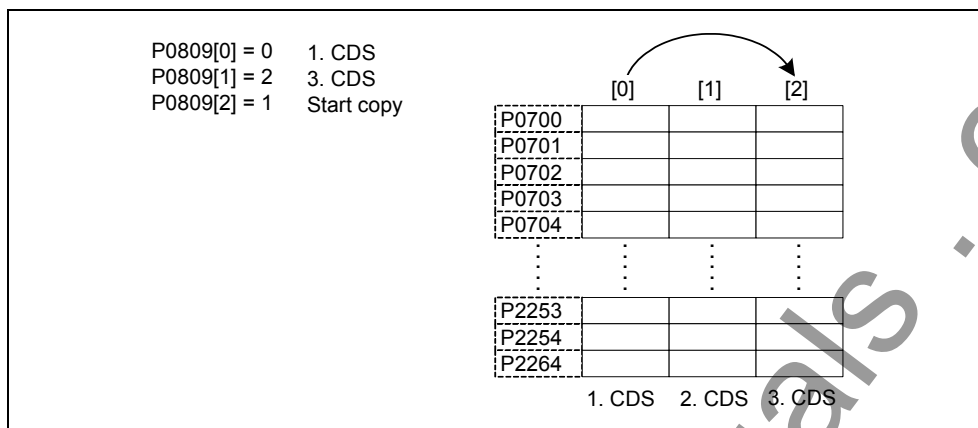 P0809[0] = 0 1. CDS
P0809[1] = 2 3. CDS
P0809[2] = 1 Start copy
[0] [1] [2]
P0700
P0701
P0702
P0703
P0704
P2253
P2254
P2264
1. CDS 2. CDS 3. CDS